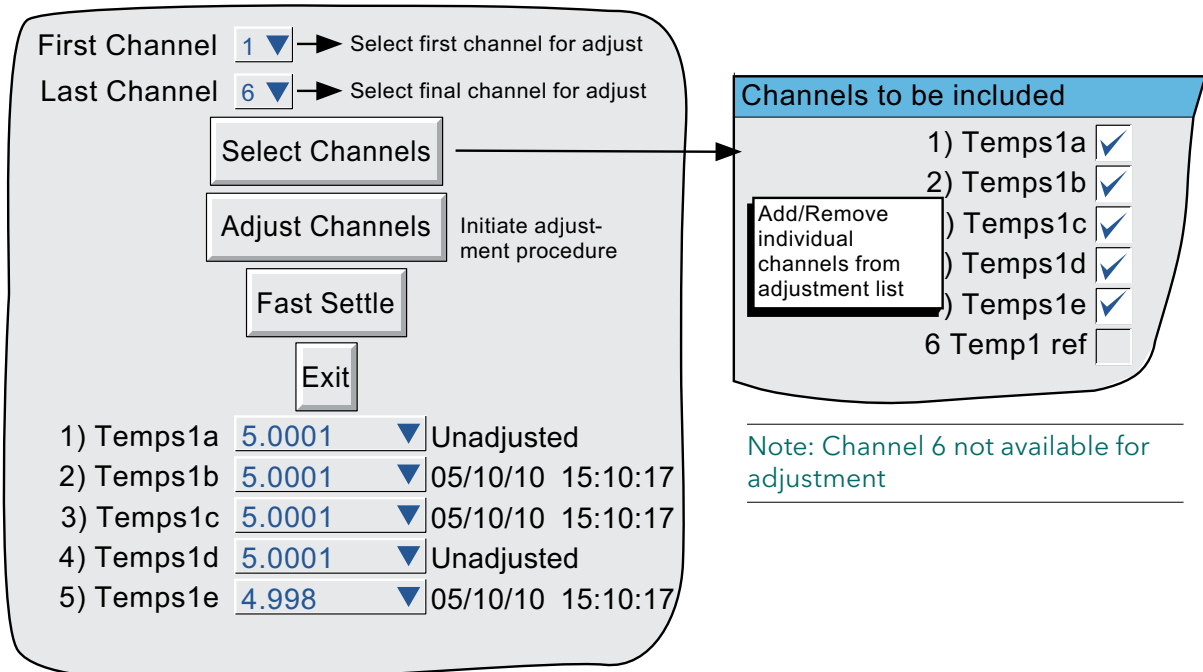 First Channel 1 Select first channel for adjust
Last Channel 6 Select final channel for adjust
Select Channels
Adjust Channels
Initiate adjust-
ment procedure
Fast Settle
Exit
1) Temps1a 5.0001 Unadjusted
2) Temps1b 5.0001 05/10/10 15:10:17
3) Temps1c 5.0001 05/10/10 15:10:17
4) Temps1d 5.0001 Unadjusted
5) Temps1e 4.998 05/10/10 15:10:17
Channels to be included
1) Temps1a
2) Temps1b
) Temps1c
) Temps1d
) Temps1e
6 Temp1 ref
Add/Remove
individual
channels from
adjustment list
Note: Channel 6 not available for
adjustment